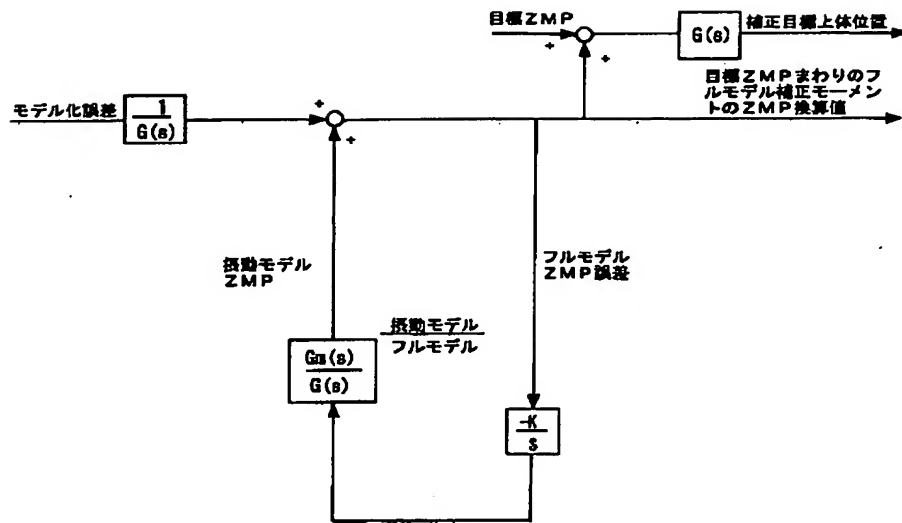 目標ZMP
+
+
G(s)
補正目標上体位置
目標ZMPまわりのフ
ルモデル補正モーメン
トのZMP換算値
モデル化誤差
1
G(s)
+
+
摂動モデル
ZMP
フルモデル
ZMP誤差
摂動モデル
フルモデル
Gm(s)
G(s)
-K
s